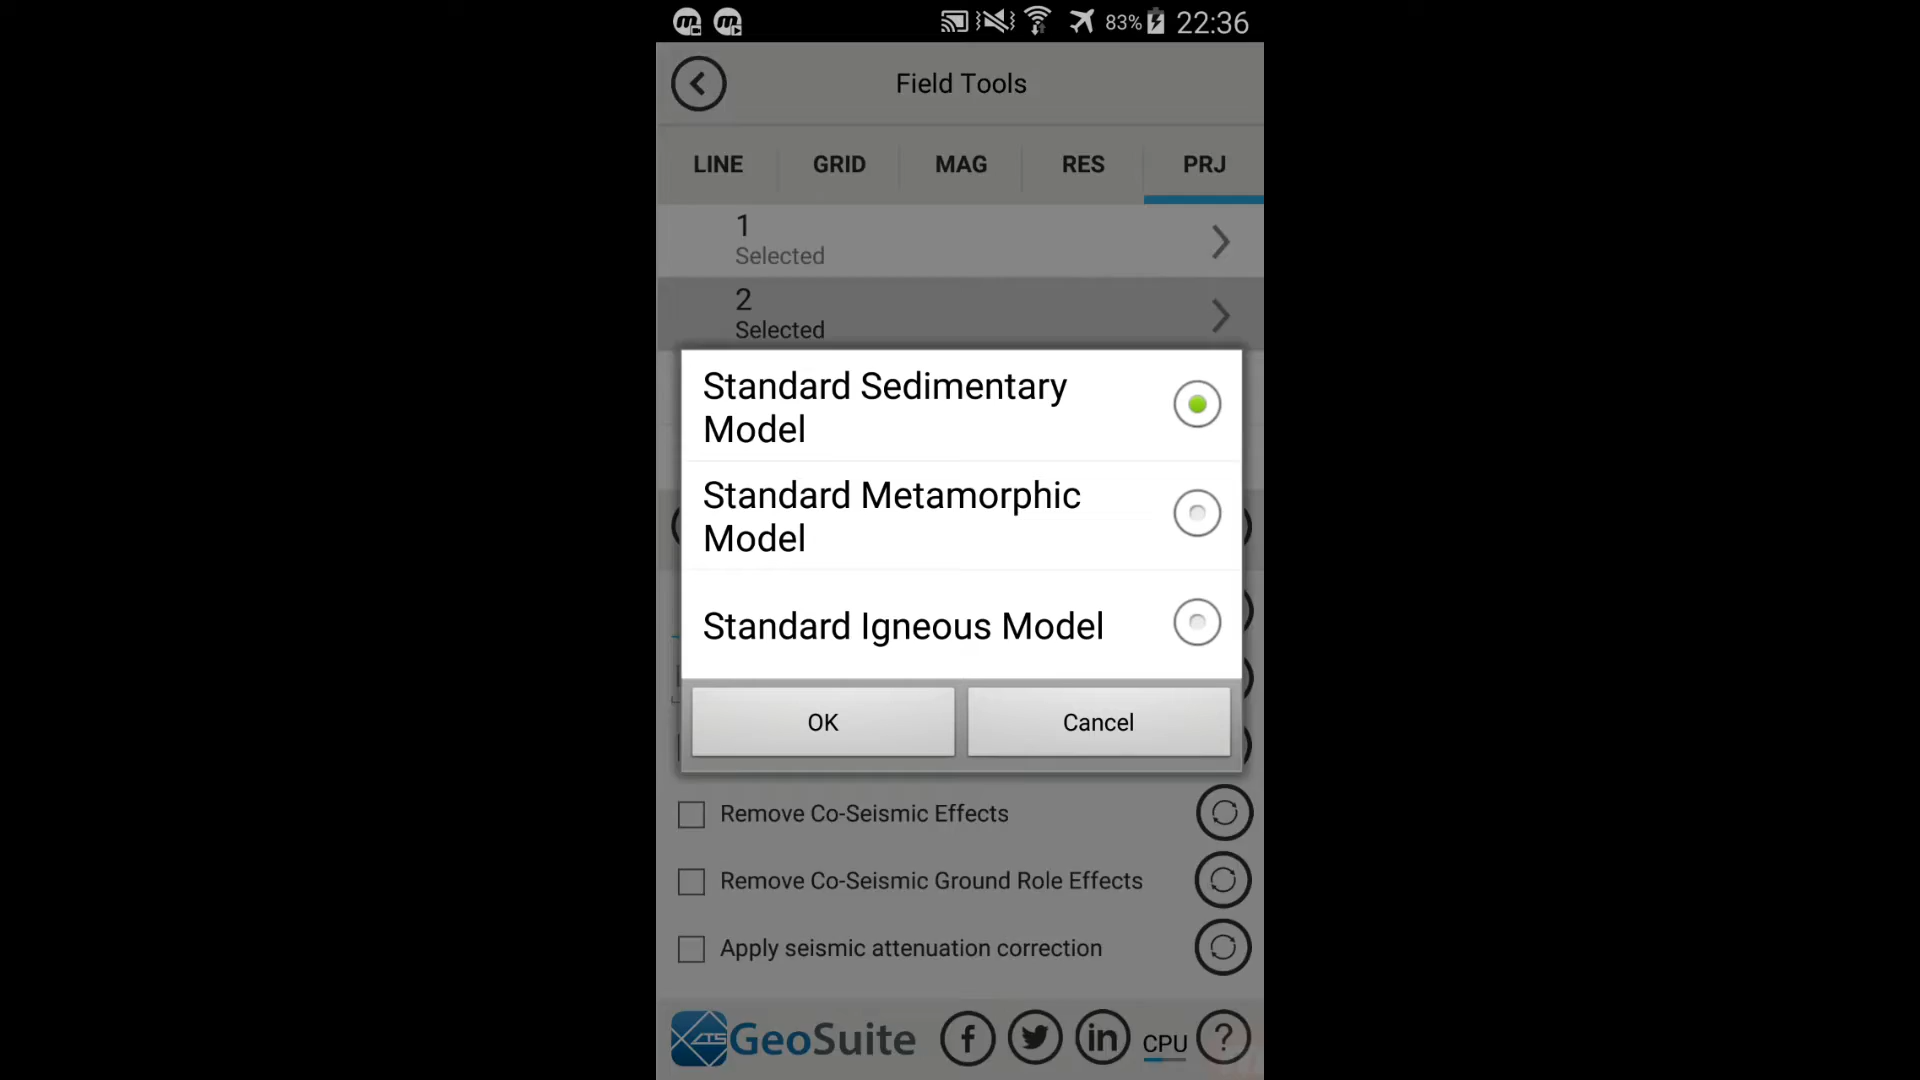 83% 22:36
Field Tools
LINE GRID MAG RES PRJ
1
Selected
2
Selected
Standard Sedimentary
Model
Standard Metamorphic
Model
Standard Igneous Model
OK Cancel
Remove Co-Seismic Effects
Remove Co-Seismic Ground Role Effects
Apply seismic attenuation correction
GeoSuite f in CPU ?